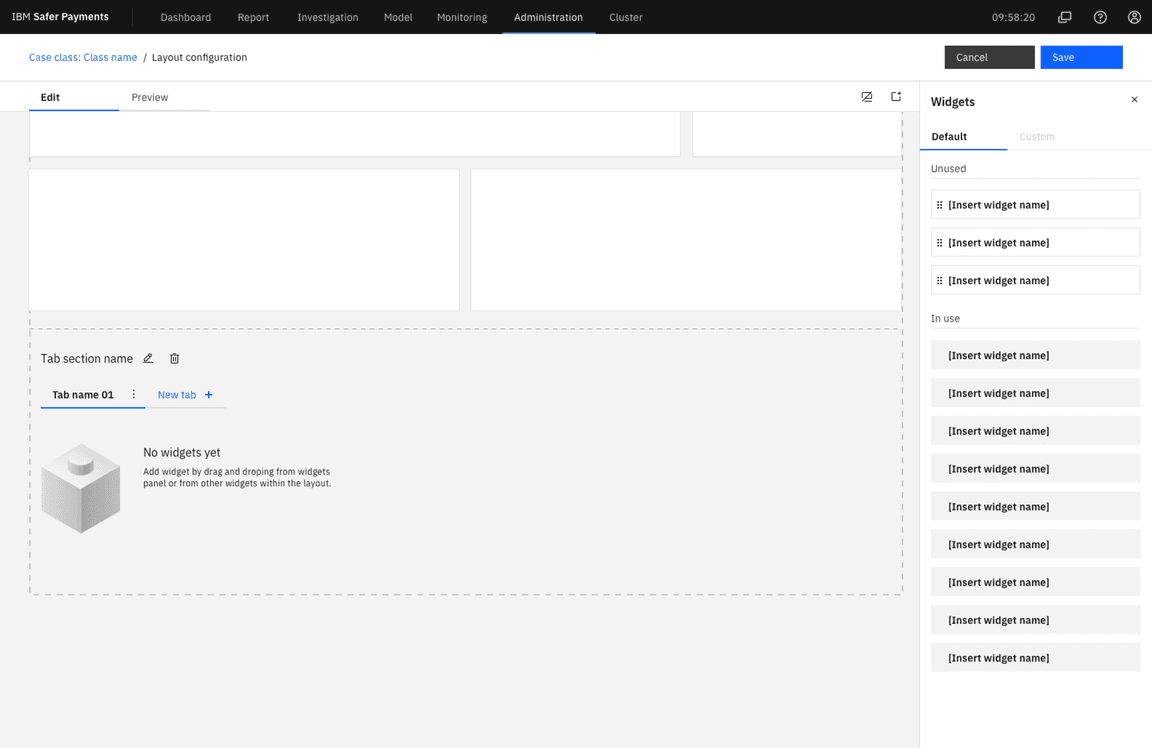 IBM Safer Payments
Dashboard
Report
Investigation
Model
Monitoring
Administration
Cluster
09:58:20
Case class: Class name / Layout configuration
Cancel
Save
Edit
Preview
Tab section name
Tab name 01
New tab +
No widgets yet
Add widget by drag and droping from widgets
panel or from other widgets within the layout.
Widgets
Default
Custom
Unused
[Insert widget name]
[Insert widget name]
[Insert widget name]
In use
[Insert widget name]
[Insert widget name]
[Insert widget name]
[Insert widget name]
[Insert widget name]
[Insert widget name]
[Insert widget name]
[Insert widget name]
[Insert widget name]